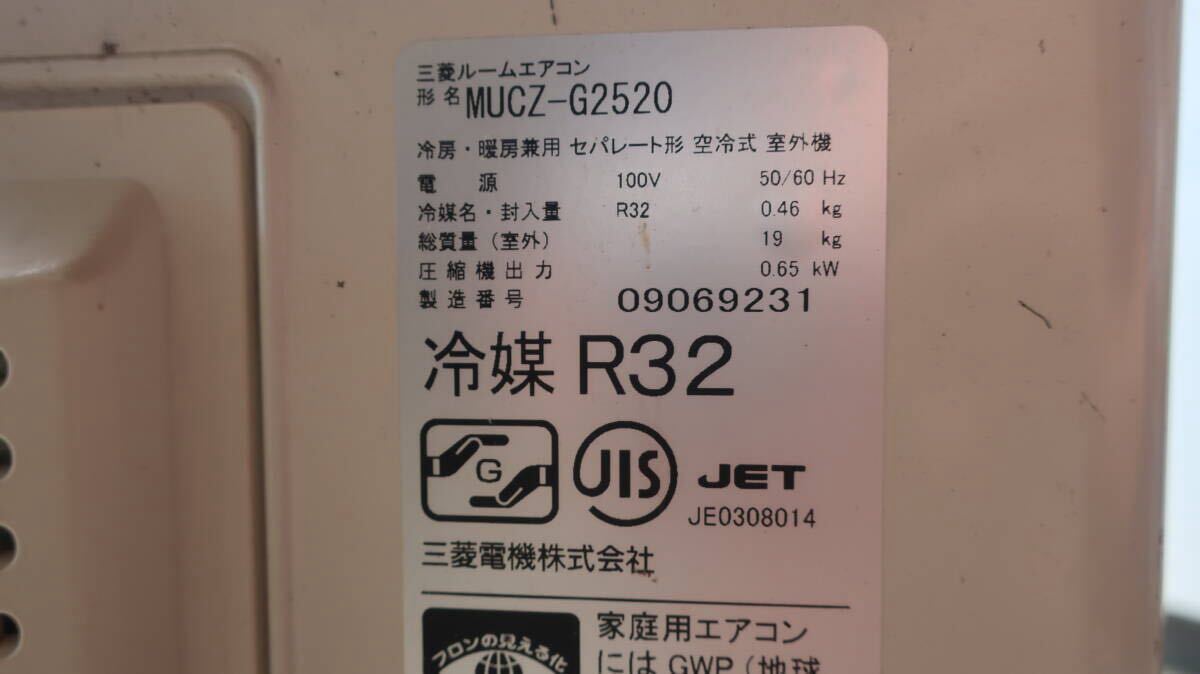 三菱ルームエアコン
形名 MUCZ-G2520
冷房・暖房兼用 セパレート形 空冷式 室外機
電源 100V 50/60 Hz
冷媒名・封入量 R32 0.46 kg
総質量(室外) 19 kg
圧縮機出力 0.65 kW
製造番号 09069231
冷媒 R32
G
JIS
JET
JE0308014
三菱電機株式会社
フロンの見える化
家庭用エアコン
には GWP(地球